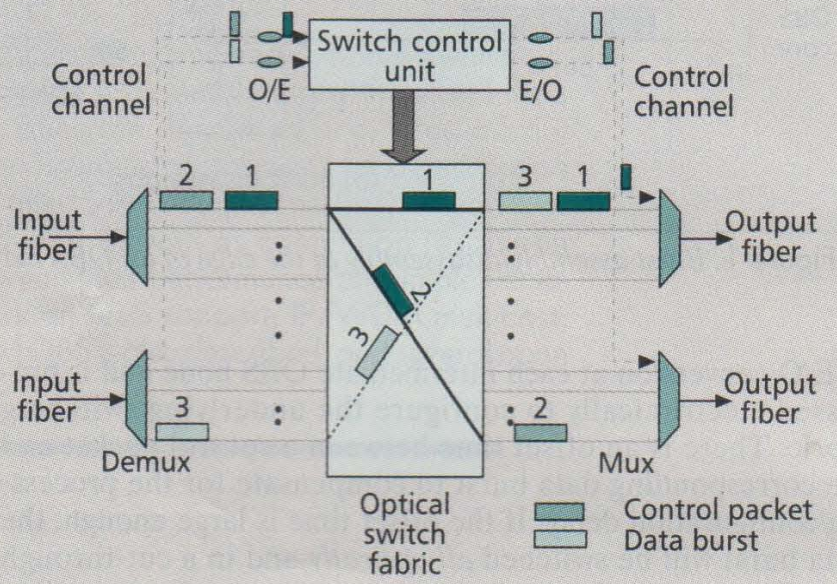 Switch control
unit
O/E
E/O
Control
channel
Control
channel
2
1
1
3
1
Input
fiber
Output
fiber
2
3
Input
fiber
Output
fiber
3
2
Demux
Mux
Optical
switch
fabric
Control packet
Data burst